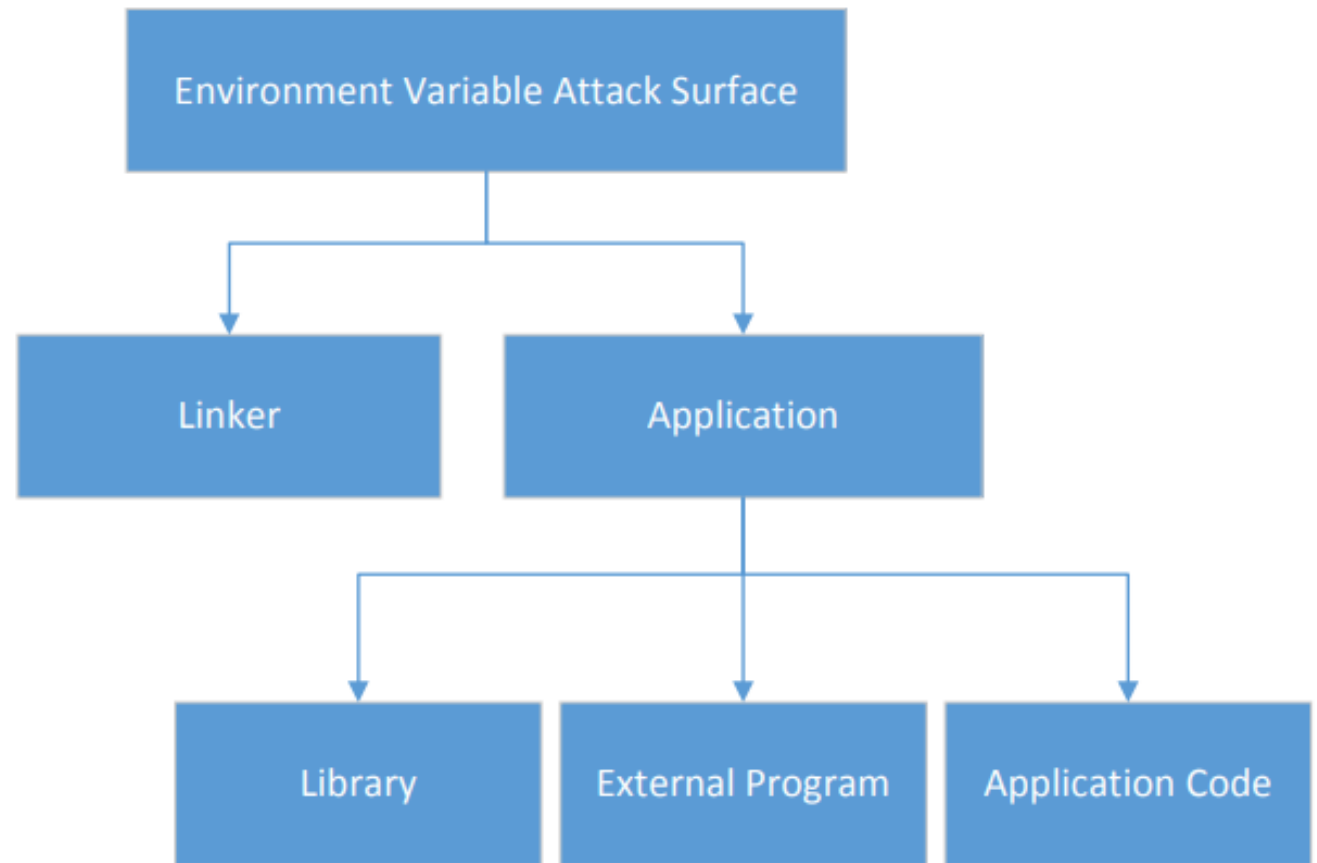 Environment Variable Attack Surface
Linker
Application
Library
External Program
Application Code